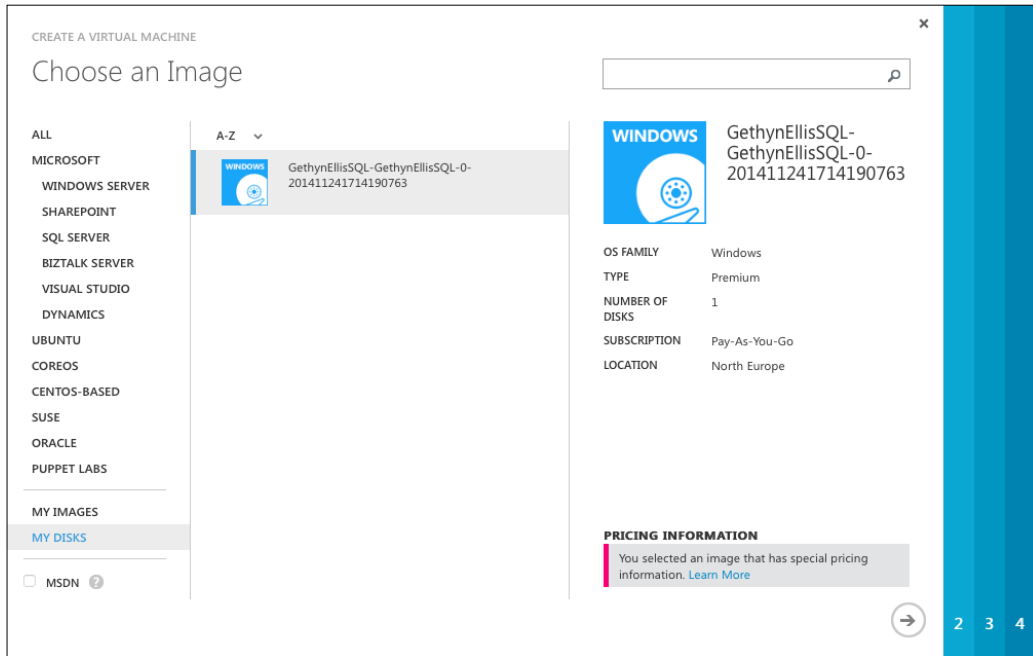 CREATE A VIRTUAL MACHINE
Choose an Image
ALL
MICROSOFT
WINDOWS SERVER
SHAREPOINT
SQL SERVER
BIZTALK SERVER
VISUAL STUDIO
DYNAMICS
UBUNTU
COREOS
CENTOS-BASED
SUSE
ORACLE
PUPPET LABS
MY IMAGES
MY DISKS
MSDN ?
A-Z
WINDOWS
GethynEllisSQL-GethynEllisSQL-0-
201411241714190763
WINDOWS
GethynEllisSQL-
GethynEllisSQL-0-
201411241714190763
OS FAMILY Windows
TYPE Premium
NUMBER OF 1
DISKS
SUBSCRIPTION Pay-As-You-Go
LOCATION North Europe
PRICING INFORMATION
You selected an image that has special pricing
information. Learn More
2 3 4